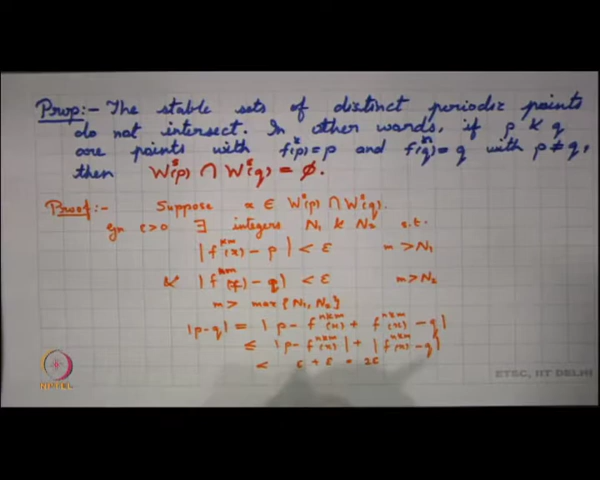 Prop:- The stable sets of distinct periodic points
do not intersect. In other words, if p & q
are points with f^k(p) = p and f^n(q) = q with p ≠ q,
then W^s(p) ∩ W^s(q) = ∅.
Proof:- Suppose x ∈ W^s(p) ∩ W^s(q).
Gn ε>0 ∃ integers N₁ & N₂ s.t.
|f^{km}(x) - p| < ε m > N₁
& |f^{nm}(x) - q| < ε m > N₂
m > max {N₁, N₂}
|p-q| = |p - f^{nkm}(x) + f^{nkm}(x) - q|
≤ |p - f^{nkm}(x)| + |f^{nkm}(x) - q|
< ε + ε = 2ε
NPTEL
ETSC, IIT DELHI